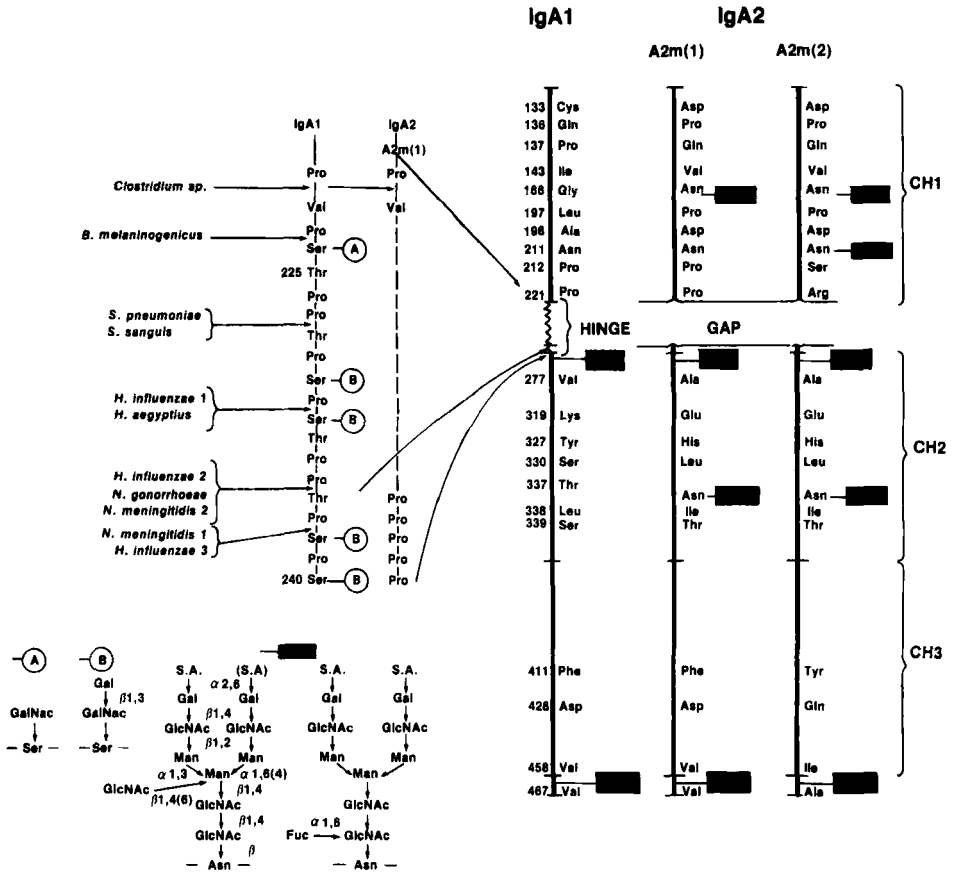 IgA1 IgA2
A2m(1) A2m(2)
133 Cys Asp Asp
136 Gln Pro Pro
137 Pro Gln Gln
143 Ile Val Val
166 Gly Asn Asn
197 Leu Pro Pro
198 Ala Asp Asp
211 Asn Asn Asn
212 Pro Pro Ser
221 Pro Pro Arg
CH1
HINGE GAP
277 Val Ala Ala
319 Lys Glu Glu
327 Tyr His His
330 Ser Leu Leu
337 Thr Asn Asn
338 Leu Ile Ile
339 Ser Thr Thr
CH2
411 Phe Phe Tyr
428 Asp Asp Gln
458 Val Val Ile
467 Val Val Ala
CH3
IgA1 IgA2
A2m(1)
Pro Pro
Clostridium sp.
Val Val
B. melaninogenicus
Pro
Ser A
225 Thr
Pro
S. pneumoniae Pro
S. sanguis Thr
Pro
Ser B
H. influenzae 1 Pro
H. aegyptius Ser B
Thr
Pro
H. influenzae 2 Pro
N. gonorrhoeae Thr Pro
N. meningitidis 2 Pro Pro
N. meningitidis 1 Ser B Pro
H. influenzae 3 Pro Pro
240 Ser B Pro
A B
Gal
β1,3
GalNac GalNac
— Ser — — Ser —
S.A. (S.A) S.A. S.A.
α2,6
Gal Gal Gal Gal
β1,4
GlcNAc GlcNAc GlcNAc GlcNAc
β1,2
Man Man Man Man
α1,3 Man α1,6(4) Man
GlcNAc β1,4(6) β1,4
GlcNAc GlcNAc
β1,4 α1,6
GlcNAc Fuc GlcNAc
β
— Asn — — Asn —